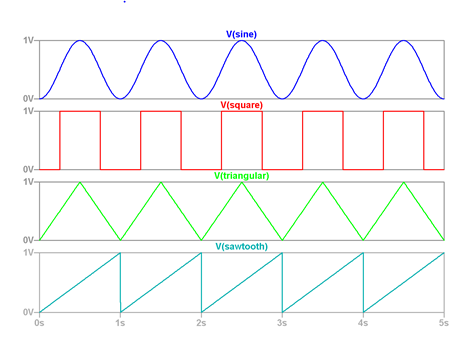 V(sine)
1V
0V
V(square)
1V
0V
V(triangular)
1V
0V
V(sawtooth)
1V
0V
0s 1s 2s 3s 4s 5s